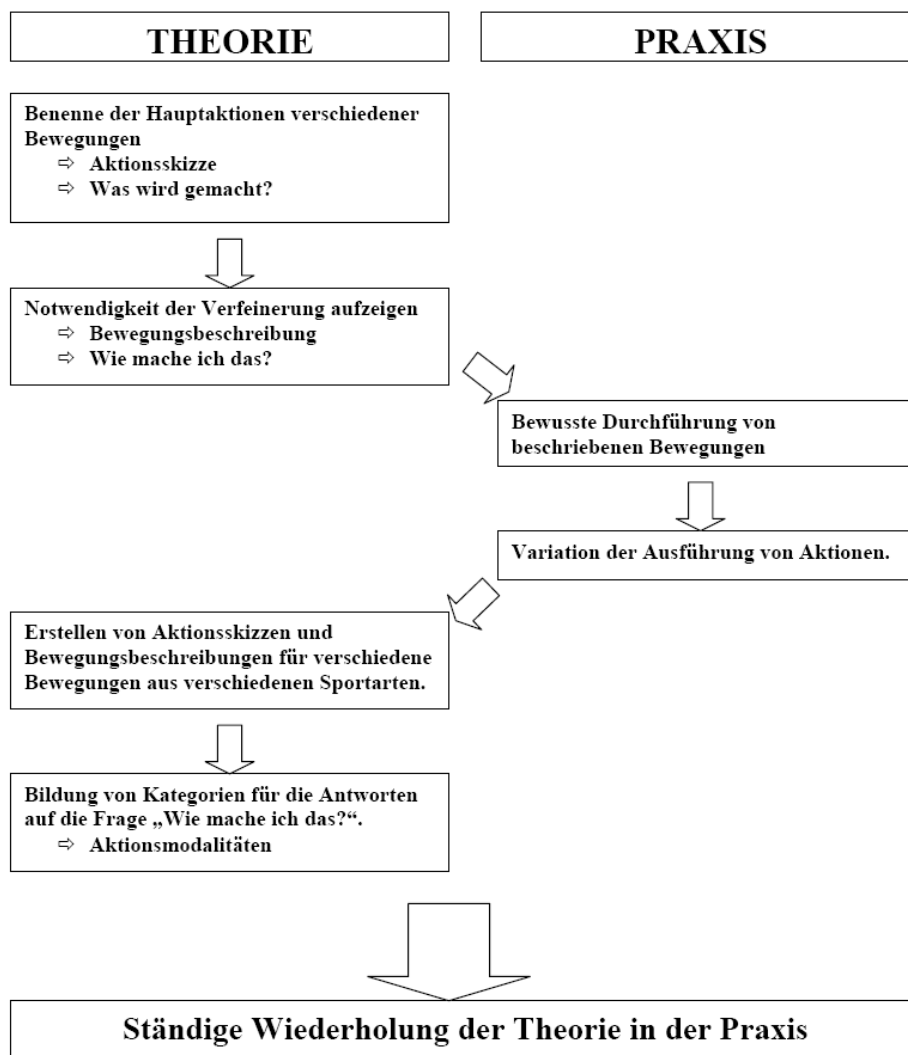 THEORIE
PRAXIS
Benenne der Hauptaktionen verschiedener
Bewegungen
⇨ Aktionsskizze
⇨ Was wird gemacht?
Notwendigkeit der Verfeinerung aufzeigen
⇨ Bewegungsbeschreibung
⇨ Wie mache ich das?
Bewusste Durchführung von
beschriebenen Bewegungen
Variation der Ausführung von Aktionen.
Erstellen von Aktionsskizzen und
Bewegungsbeschreibungen für verschiedene
Bewegungen aus verschiedenen Sportarten.
Bildung von Kategorien für die Antworten
auf die Frage „Wie mache ich das?“.
⇨ Aktionsmodalitäten
Ständige Wiederholung der Theorie in der Praxis